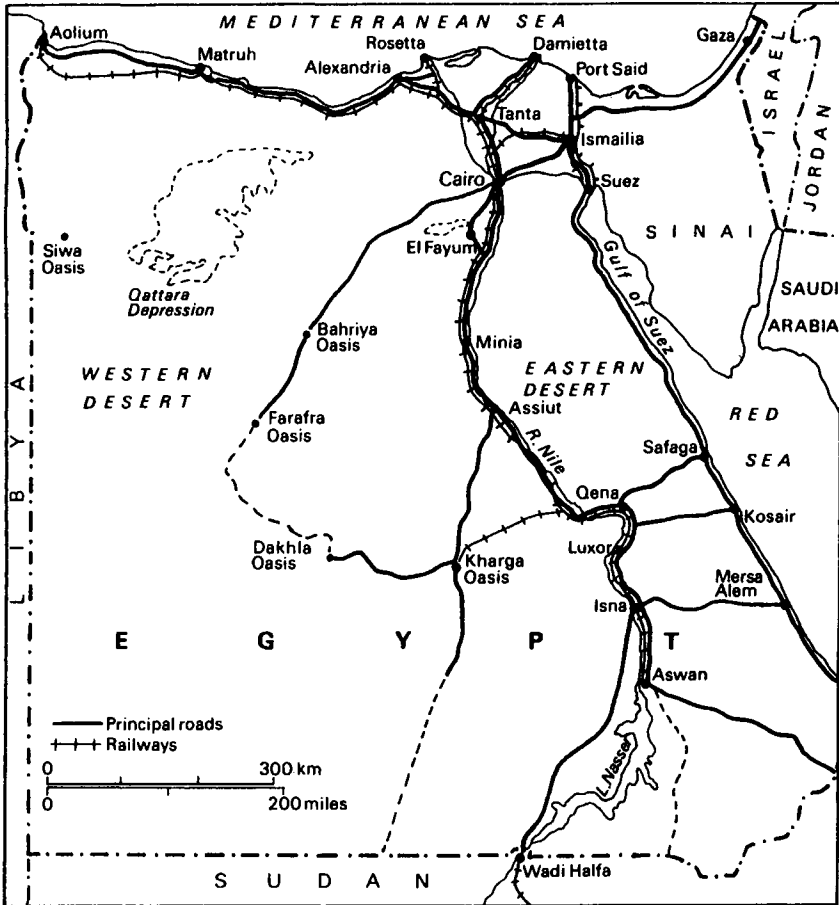 MEDITERRANEAN SEA
Aolium
Matruh
Rosetta
Alexandria
Damietta
Port Said
Gaza
ISRAEL
JORDAN
Tanta
Ismailia
Cairo
Suez
SINAI
El Fayum
Siwa
Oasis
Qattara
Depression
Gulf of Suez
SAUDI
ARABIA
Bahriya
Oasis
Minia
EASTERN
DESERT
WESTERN
DESERT
LIBYA
Farafra
Oasis
Assiut
R. Nile
RED
SEA
Safaga
Qena
Kosair
Dakhla
Oasis
Kharga
Oasis
Luxor
Mersa
Alem
Isna
EGYPT
Aswan
Principal roads
Railways
0 300 km
0 200 miles
L. Nasser
Wadi Halfa
SUDAN